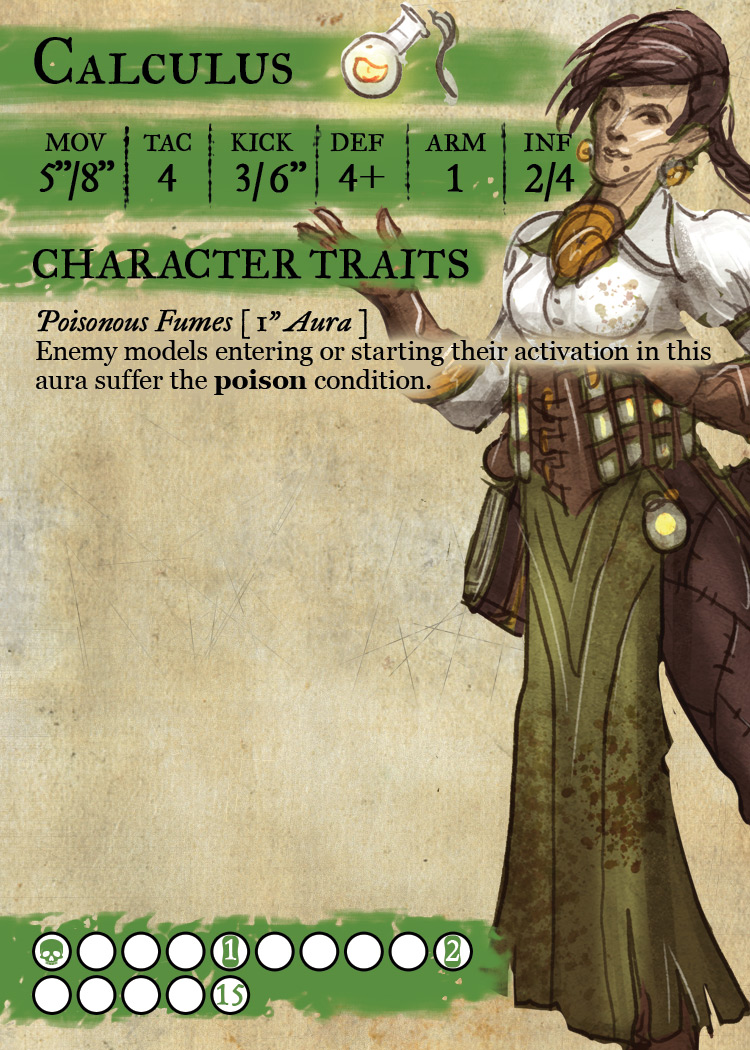 Calculus
MOV TAC KICK DEF ARM INF
5”/8” 4 3/6” 4+ 1 2/4
CHARACTER TRAITS
Poisonous Fumes [ 1” Aura ]
Enemy models entering or starting their activation in this
aura suffer the poison condition.
1 2
15